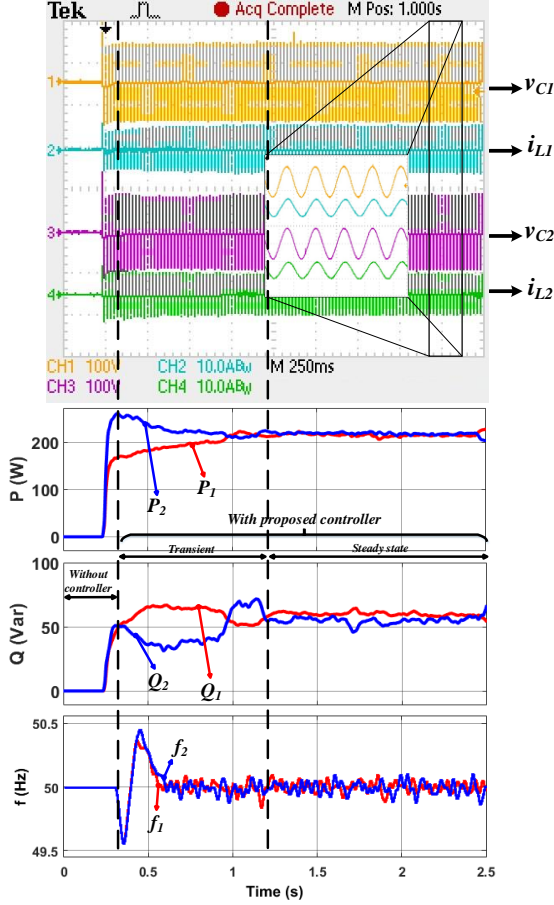 Tek Acq Complete M Pos: 1.000s
1 v_C1
2 i_L1
3 v_C2
4 i_L2
CH1 100V CH2 10.0ABw M 250ms
CH3 100V CH4 10.0ABw
P (W)
200
100
0
P_2
P_1
With proposed controller
Without
controller
Transient
Steady state
Q (Var)
100
50
0
Q_2
Q_1
f (Hz)
50.5
50
49.5
f_2
f_1
0 0.5 1 1.5 2 2.5
Time (s)